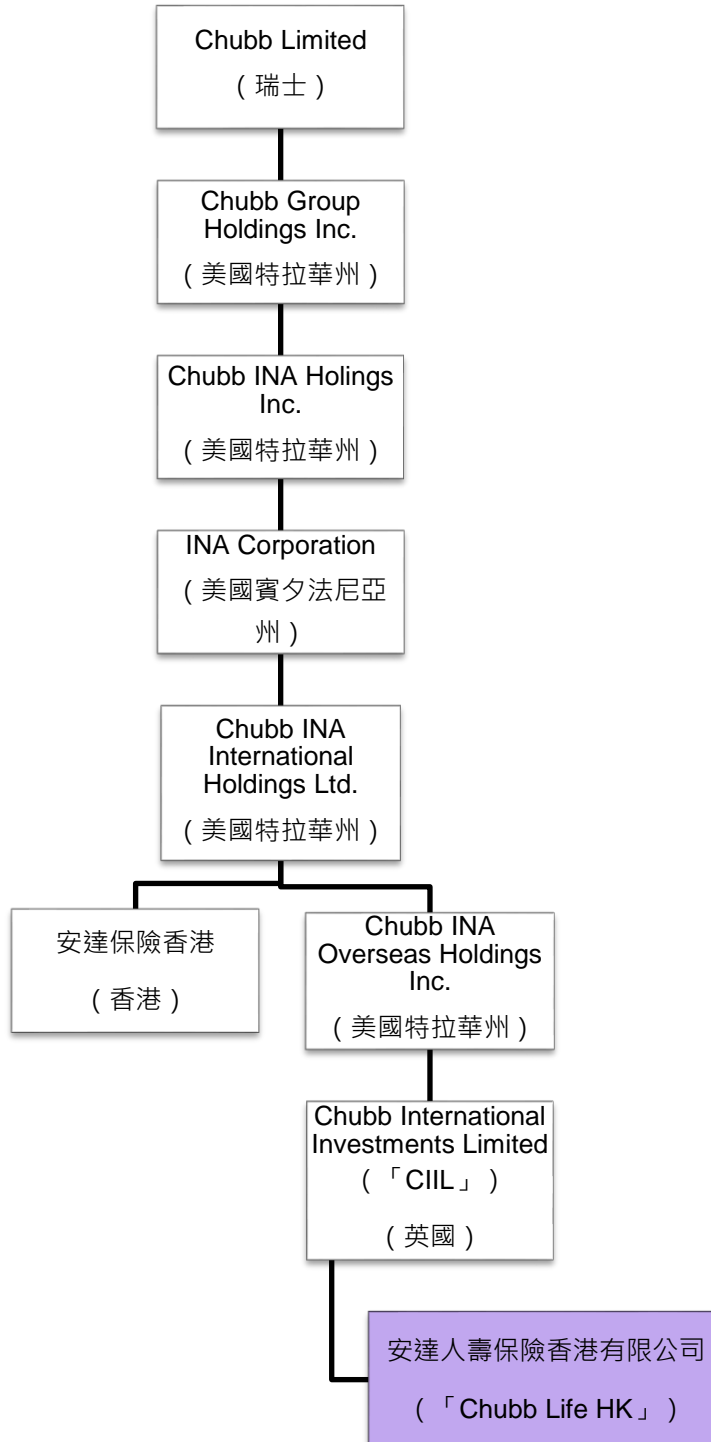 Chubb Limited
（瑞士）
Chubb Group
Holdings Inc.
（美國特拉華州）
Chubb INA Holings
Inc.
（美國特拉華州）
INA Corporation
（美國賓夕法尼亞
州）
Chubb INA
International
Holdings Ltd.
（美國特拉華州）
安達保險香港
（香港）
Chubb INA
Overseas Holdings
Inc.
（美國特拉華州）
Chubb International
Investments Limited
（「CIIL」）
（英國）
安達人壽保險香港有限公司
（「Chubb Life HK」）